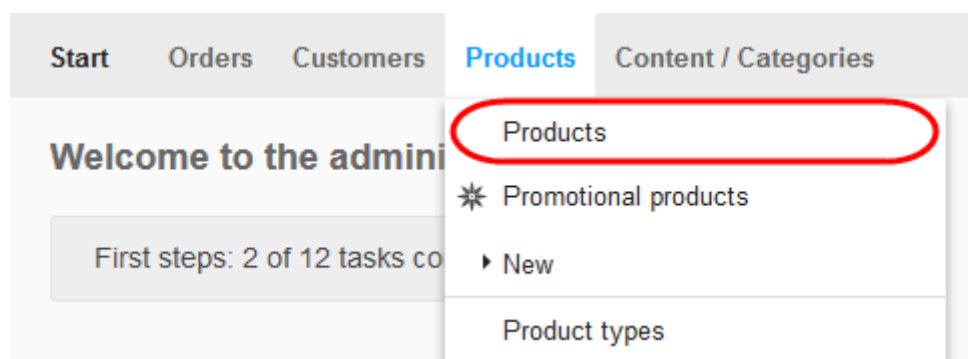 Start Orders Customers Products Content / Categories
Products
Welcome to the admini
Promotional products
First steps: 2 of 12 tasks co
New
Product types